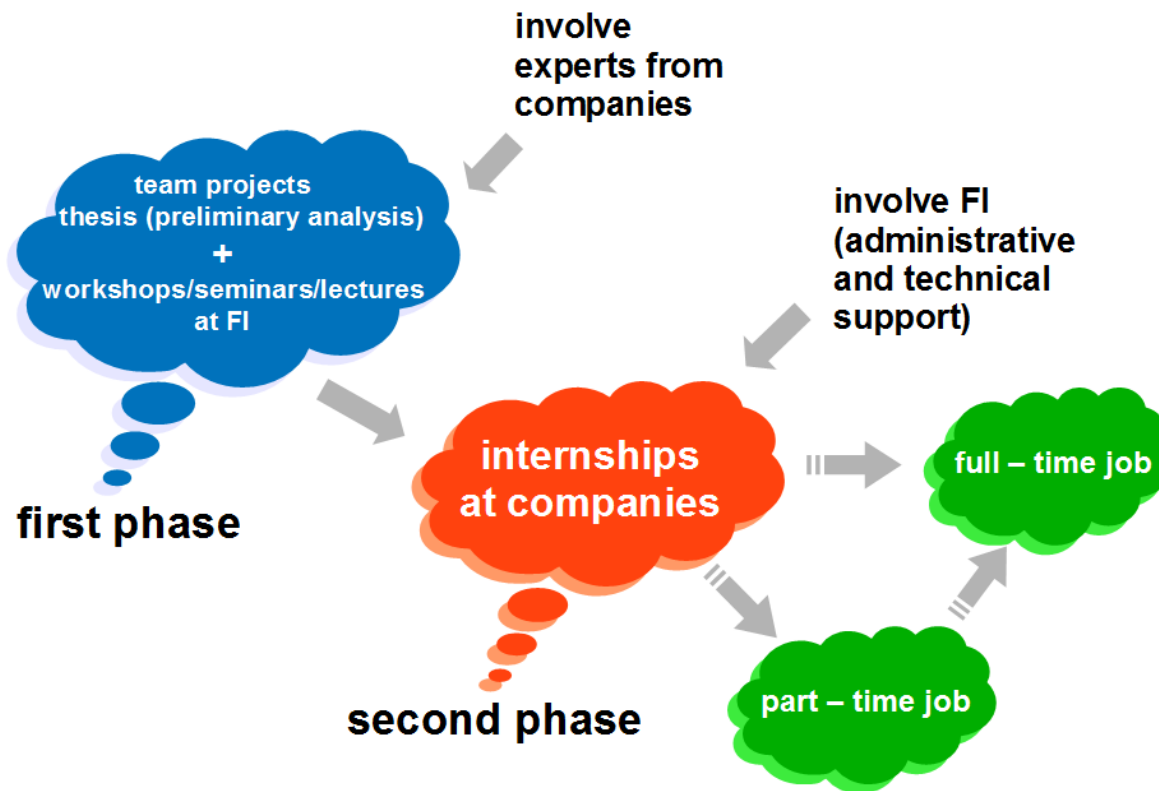 involve
experts from
companies
team projects
thesis (preliminary analysis)
+
workshops/seminars/lectures
at FI
first phase
involve FI
(administrative
and technical
support)
internships
at companies
second phase
full – time job
part – time job